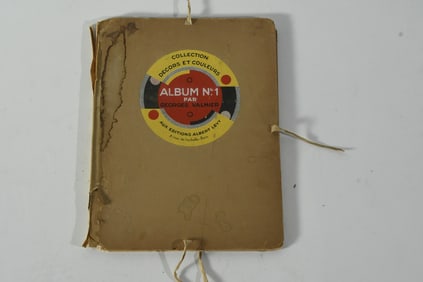 COLLECTION
DÉCORS ET COULEURS
ALBUM Nº1
PAR
GEORGES VALMIER
AUX ÉDITIONS ALBERT LÉVY